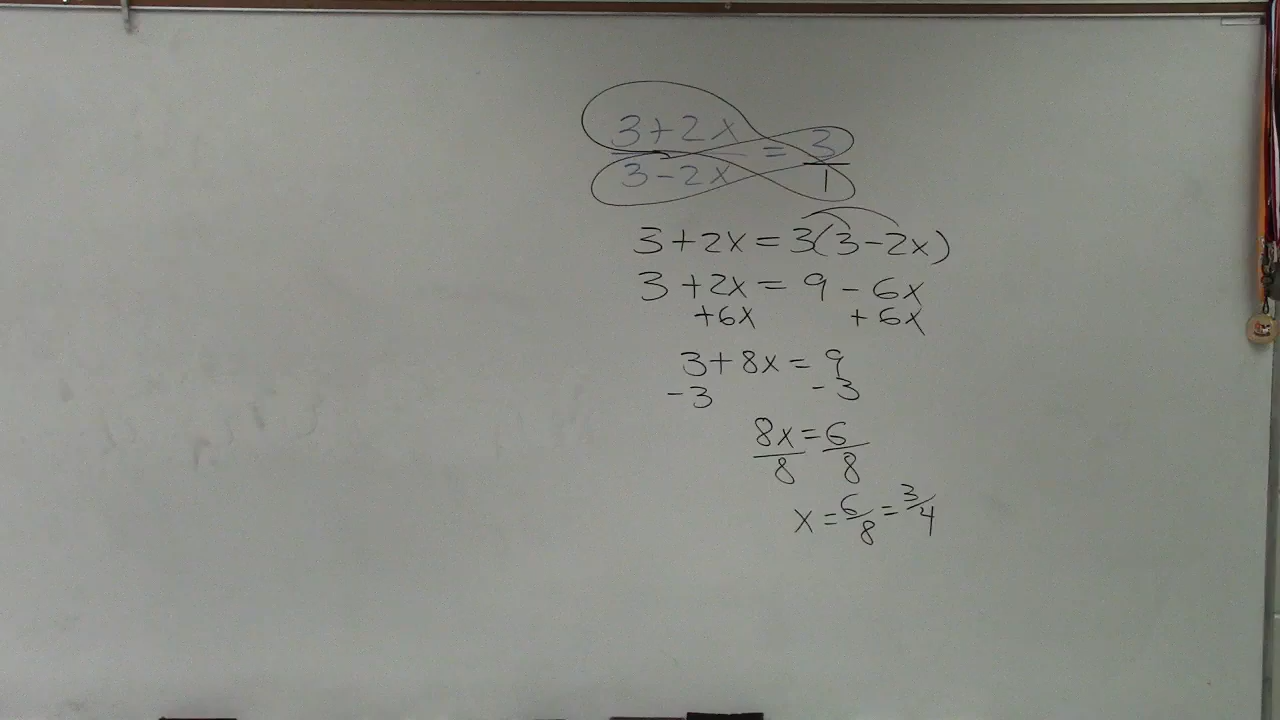 3+2x/3-2x = 3/1
3+2x=3(3-2x)
3+2x=9-6x
+6x +6x
3+8x=9
-3 -3
8x/8=6/8
x=6/8=3/4